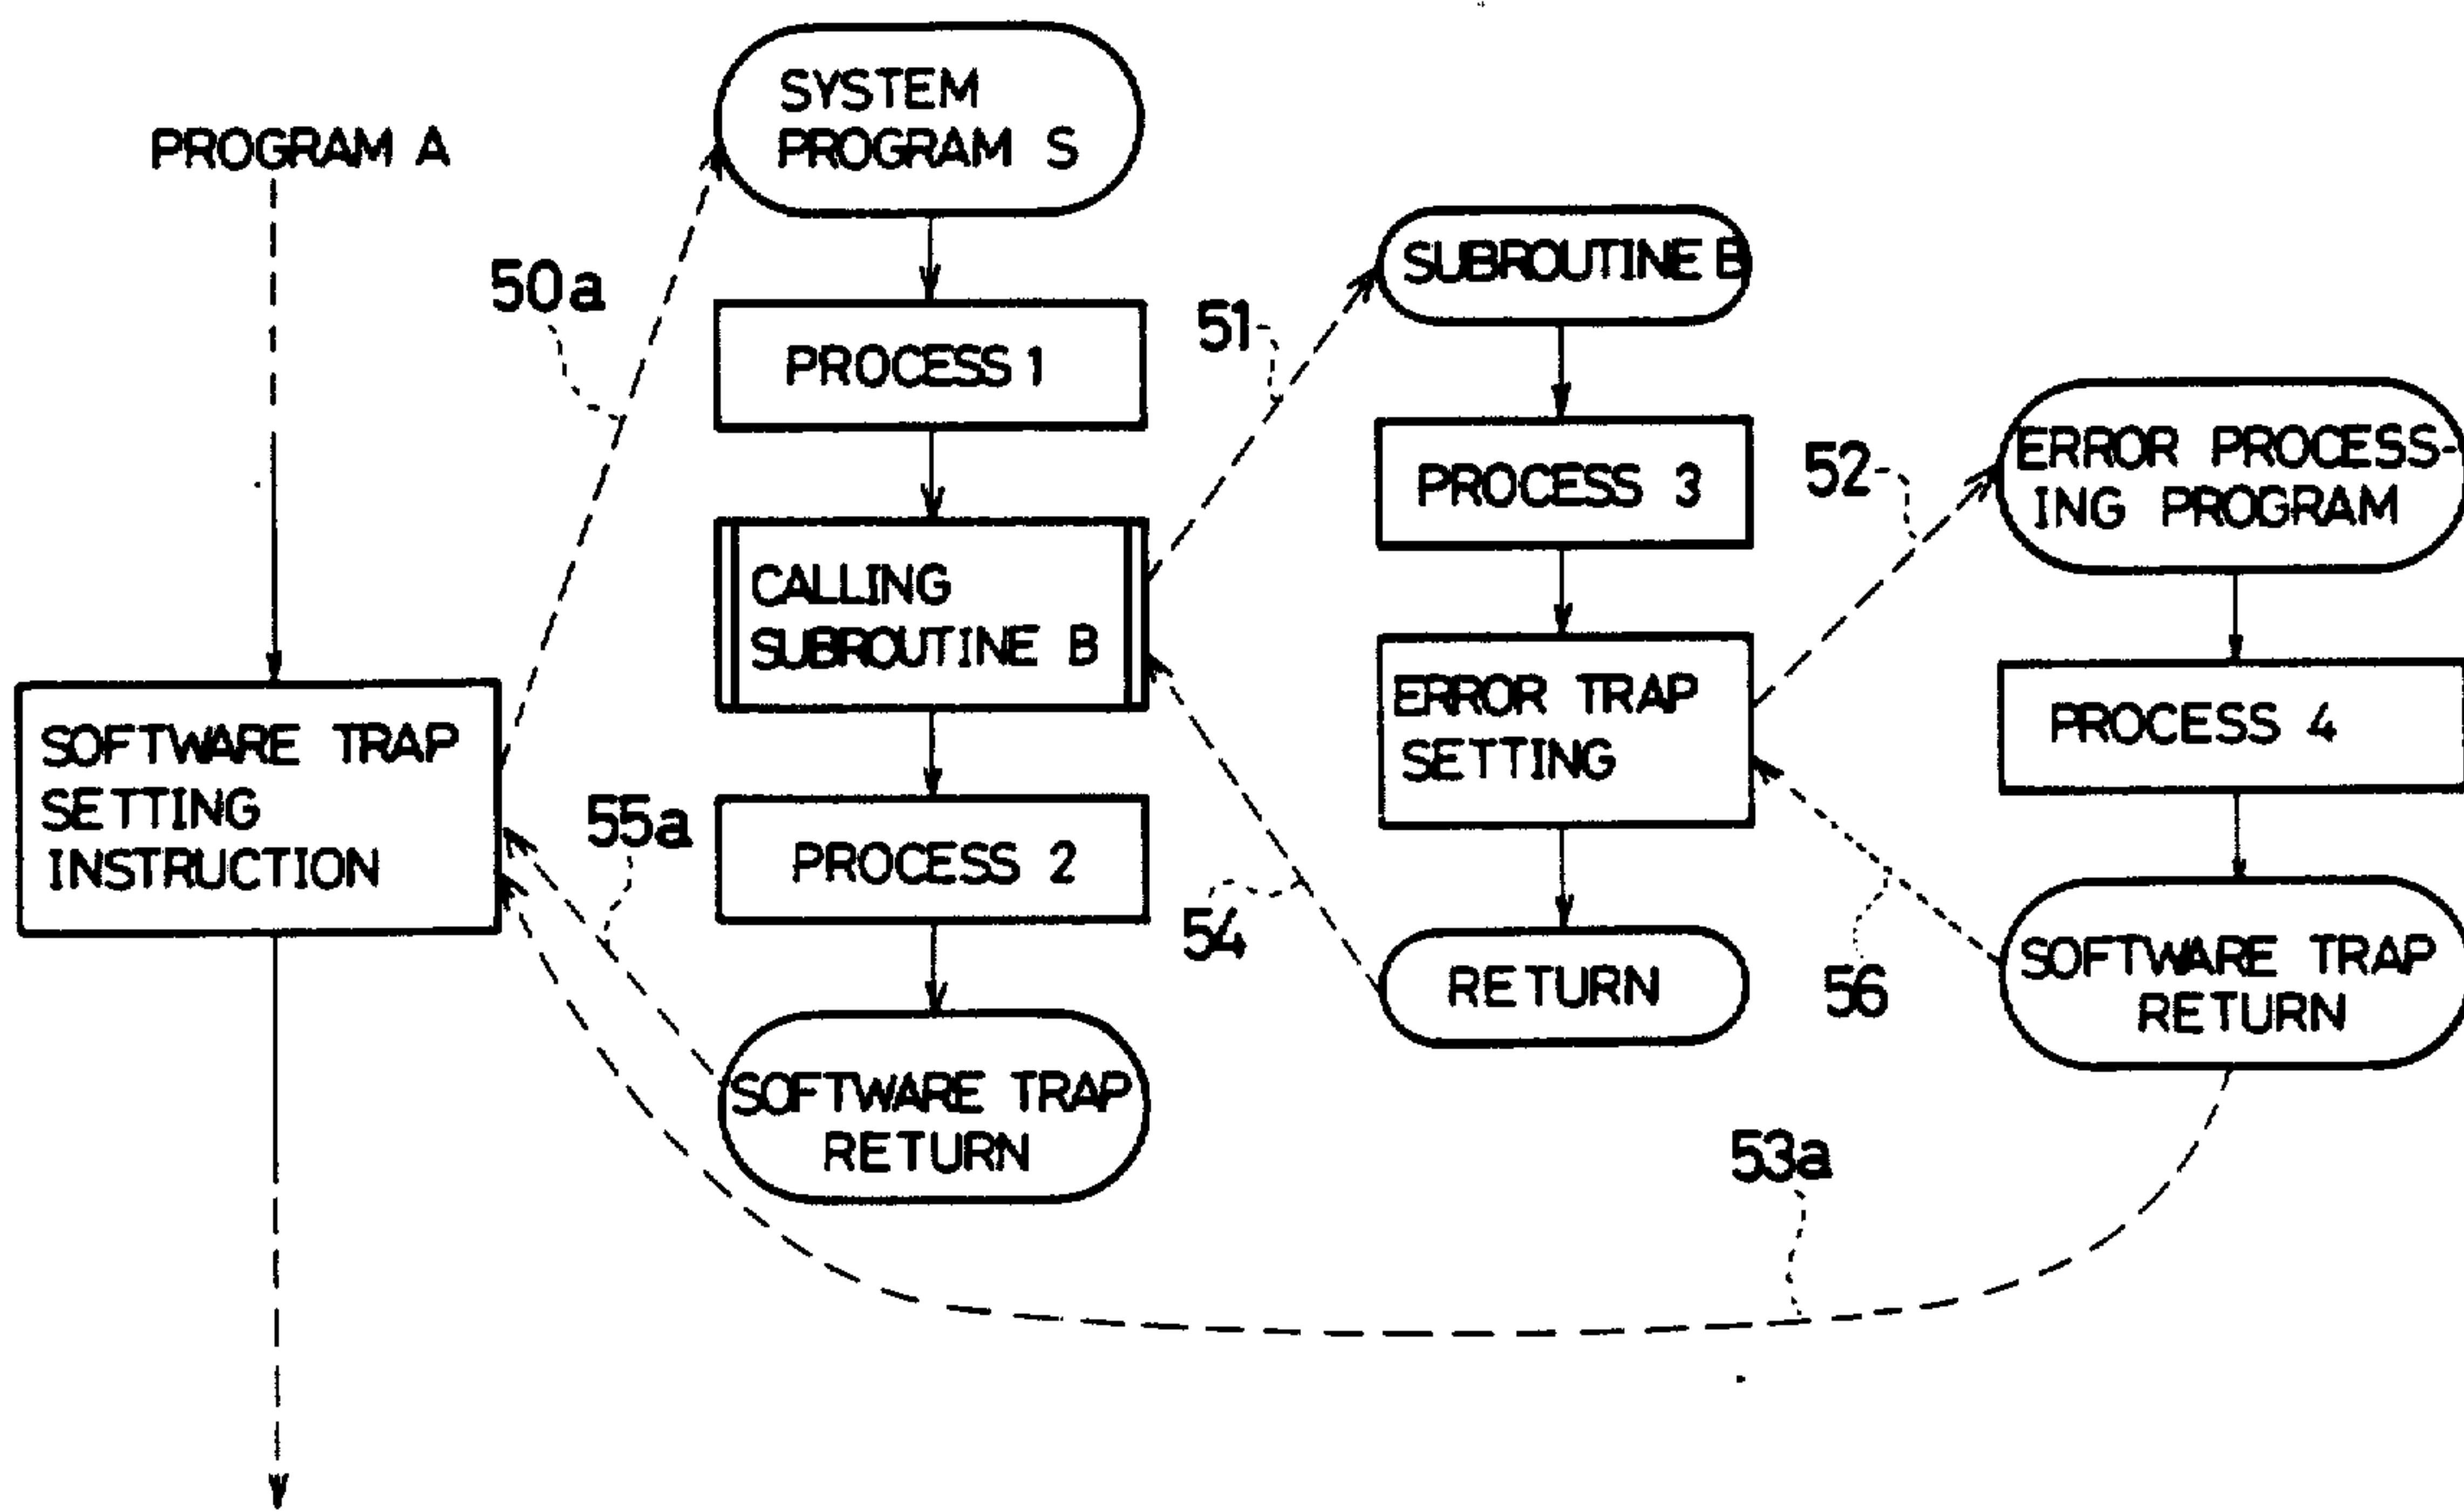 PROGRAM A
SOFTWARE TRAP
SETTING
INSTRUCTION
50a
SYSTEM
PROGRAM S
PROCESS 1
CALLING
SUBROUTINE B
PROCESS 2
SOFTWARE TRAP
RETURN
55a
51
54
SUBROUTINE B
PROCESS 3
ERROR TRAP
SETTING
RETURN
52
56
ERROR PROCESS-
ING PROGRAM
PROCESS 4
SOFTWARE TRAP
RETURN
53a